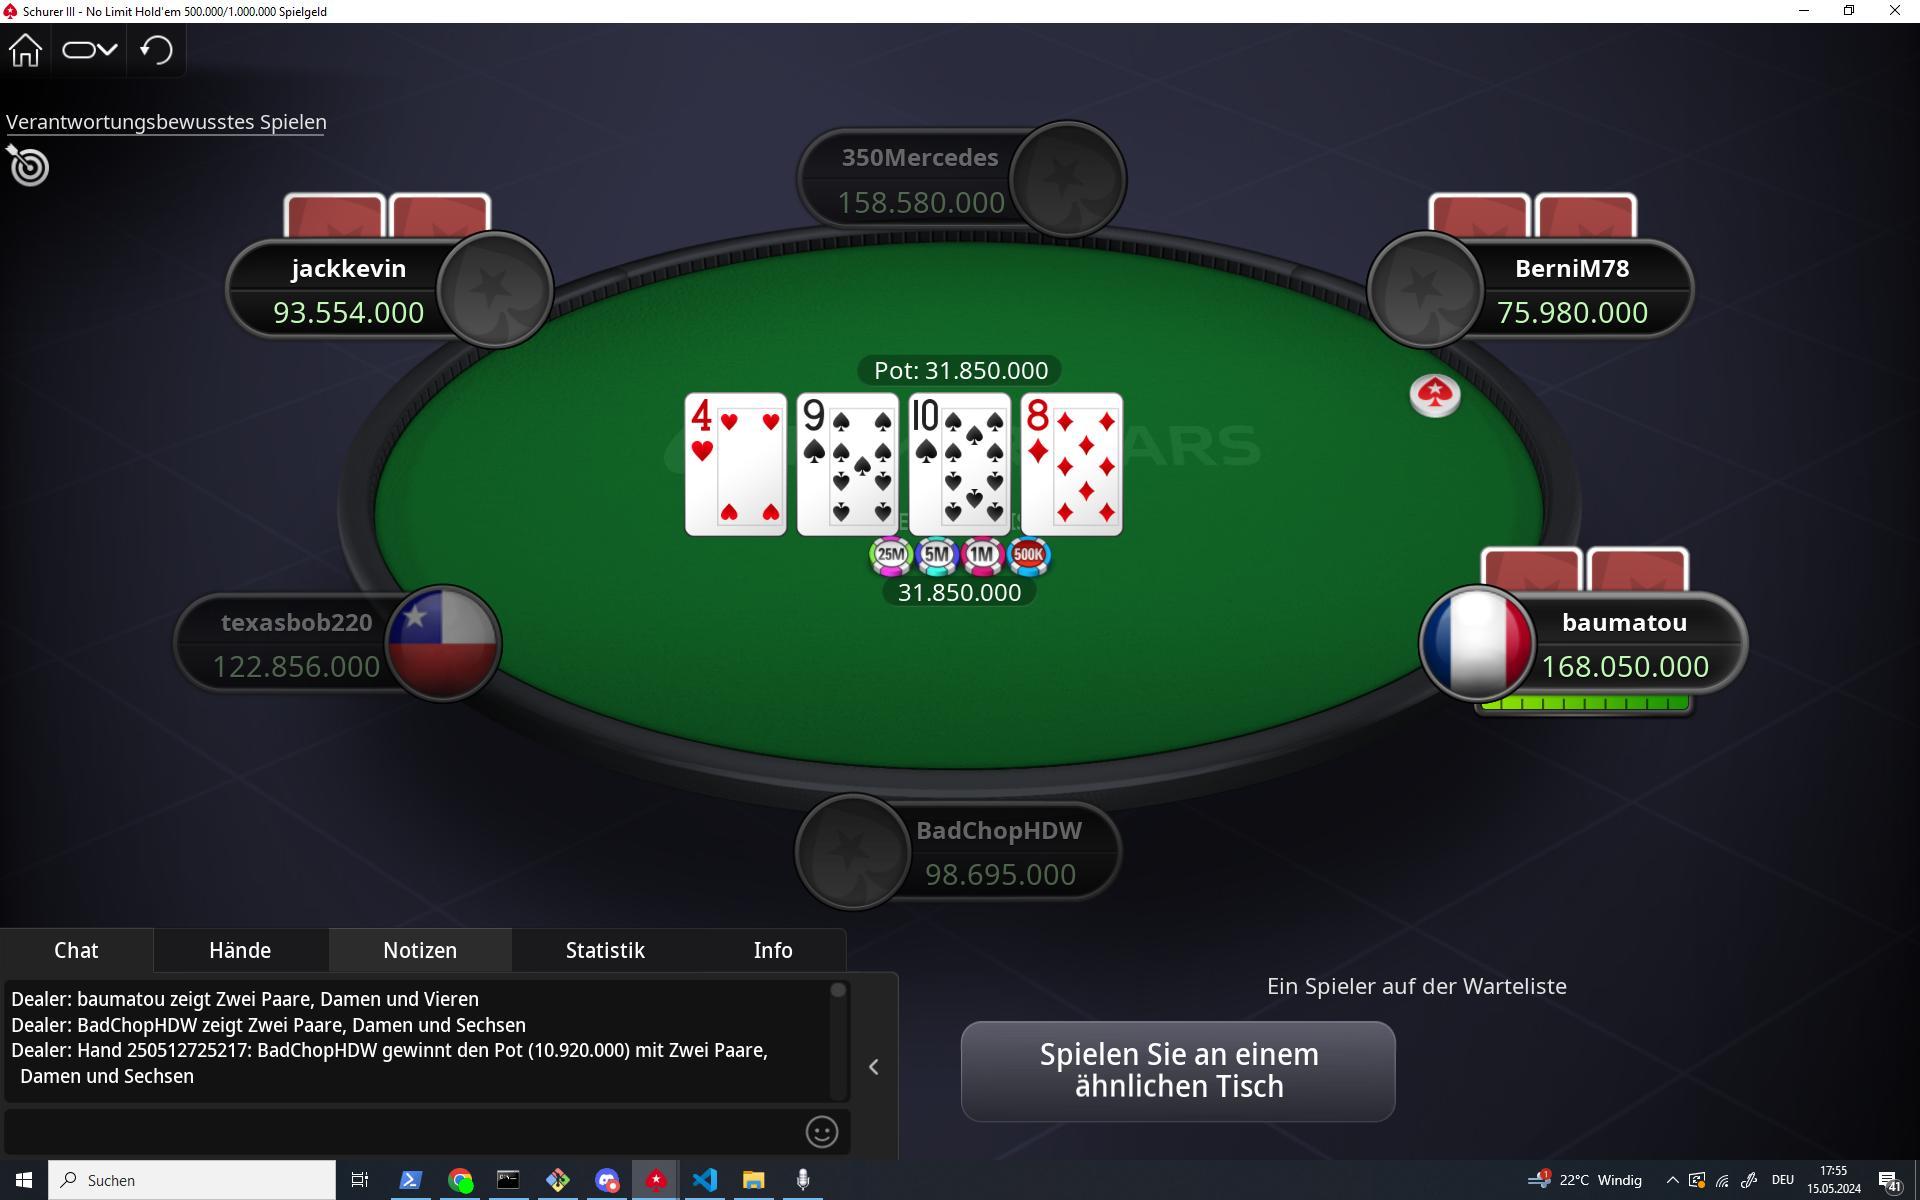 Schurer III - No Limit Hold'em 500.000/1.000.000 Spielgeld
Verantwortungsbewusstes Spielen
350Mercedes
158.580.000
jackkevin
93.554.000
BerniM78
75.980.000
Pot: 31.850.000
4
9
10
8
ARS
25M
5M
1M
500K
31.850.000
texasbob220
122.856.000
baumatou
168.050.000
BadChopHDW
98.695.000
Chat Hände Notizen Statistik Info
Dealer: baumatou zeigt Zwei Paare, Damen und Vieren
Dealer: BadChopHDW zeigt Zwei Paare, Damen und Sechsen
Dealer: Hand 250512725217: BadChopHDW gewinnt den Pot (10.920.000) mit Zwei Paare,
Damen und Sechsen
Ein Spieler auf der Warteliste
Spielen Sie an einem
ähnlichen Tisch
Suchen
1
22°C Windig
DEU
17:55
15.05.2024
41